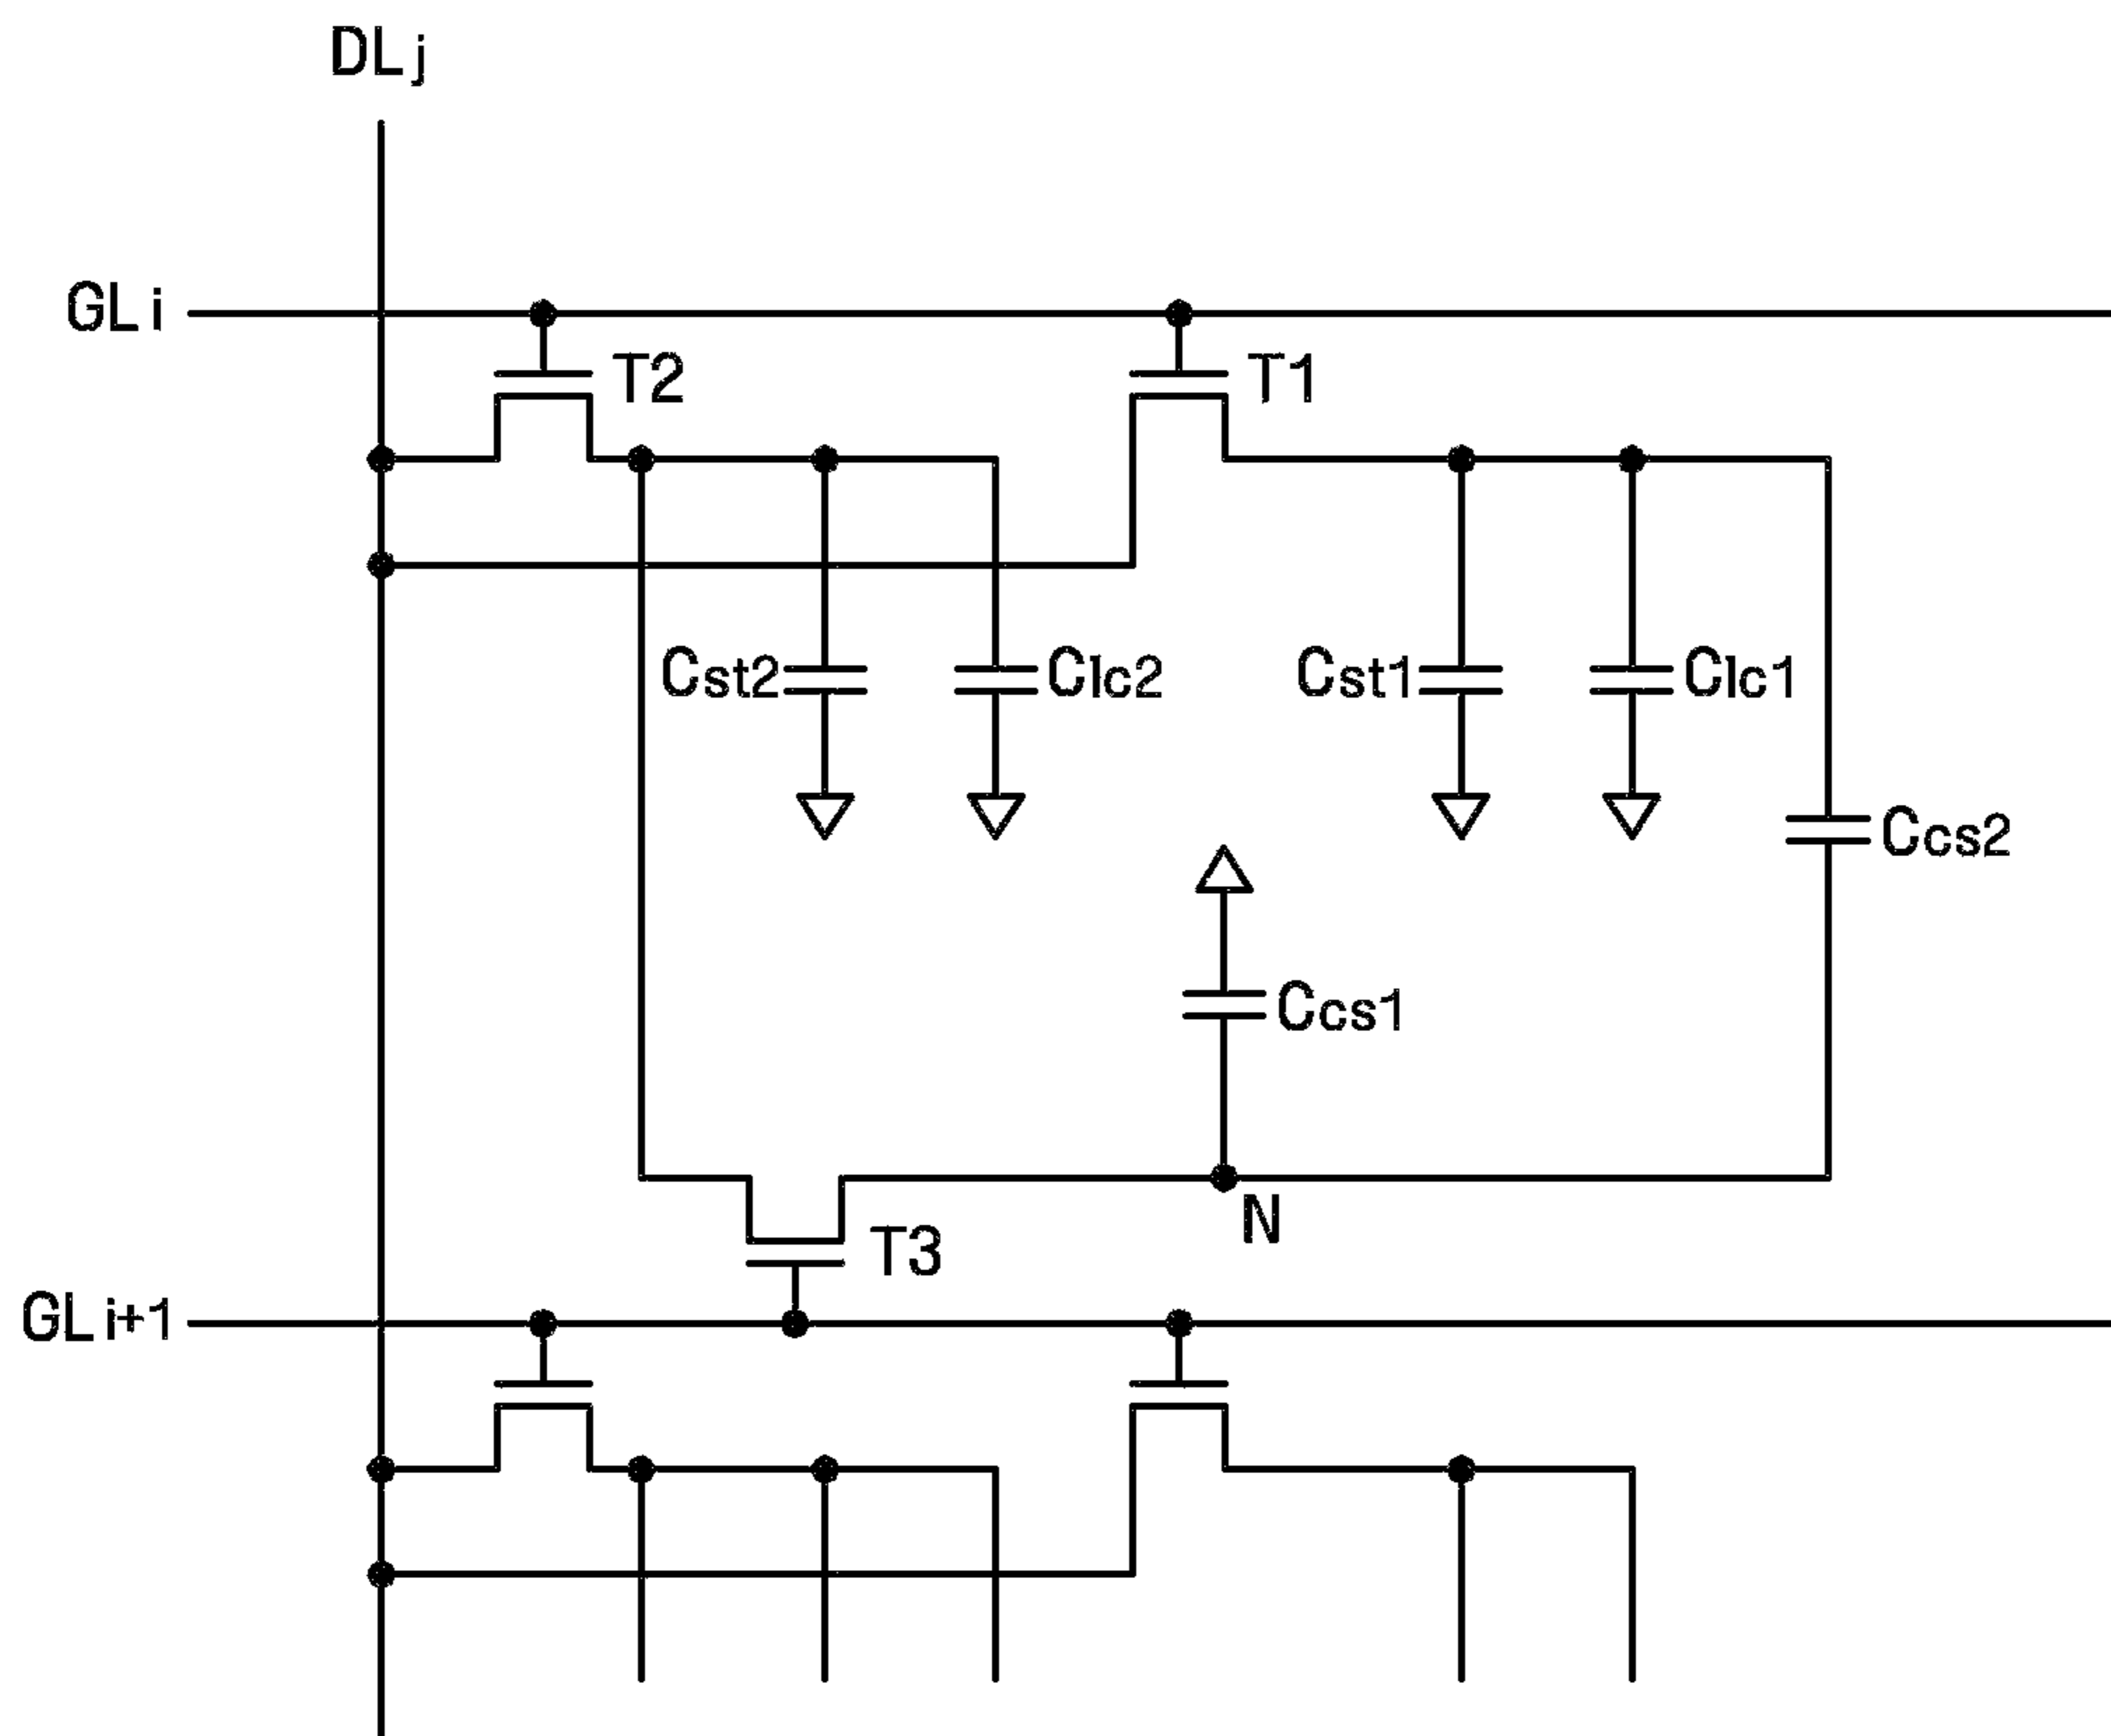 DLj
GLi
T2
T1
Cst2
Clc2
Cst1
Clc1
Ccs2
Ccs1
N
T3
GLi+1